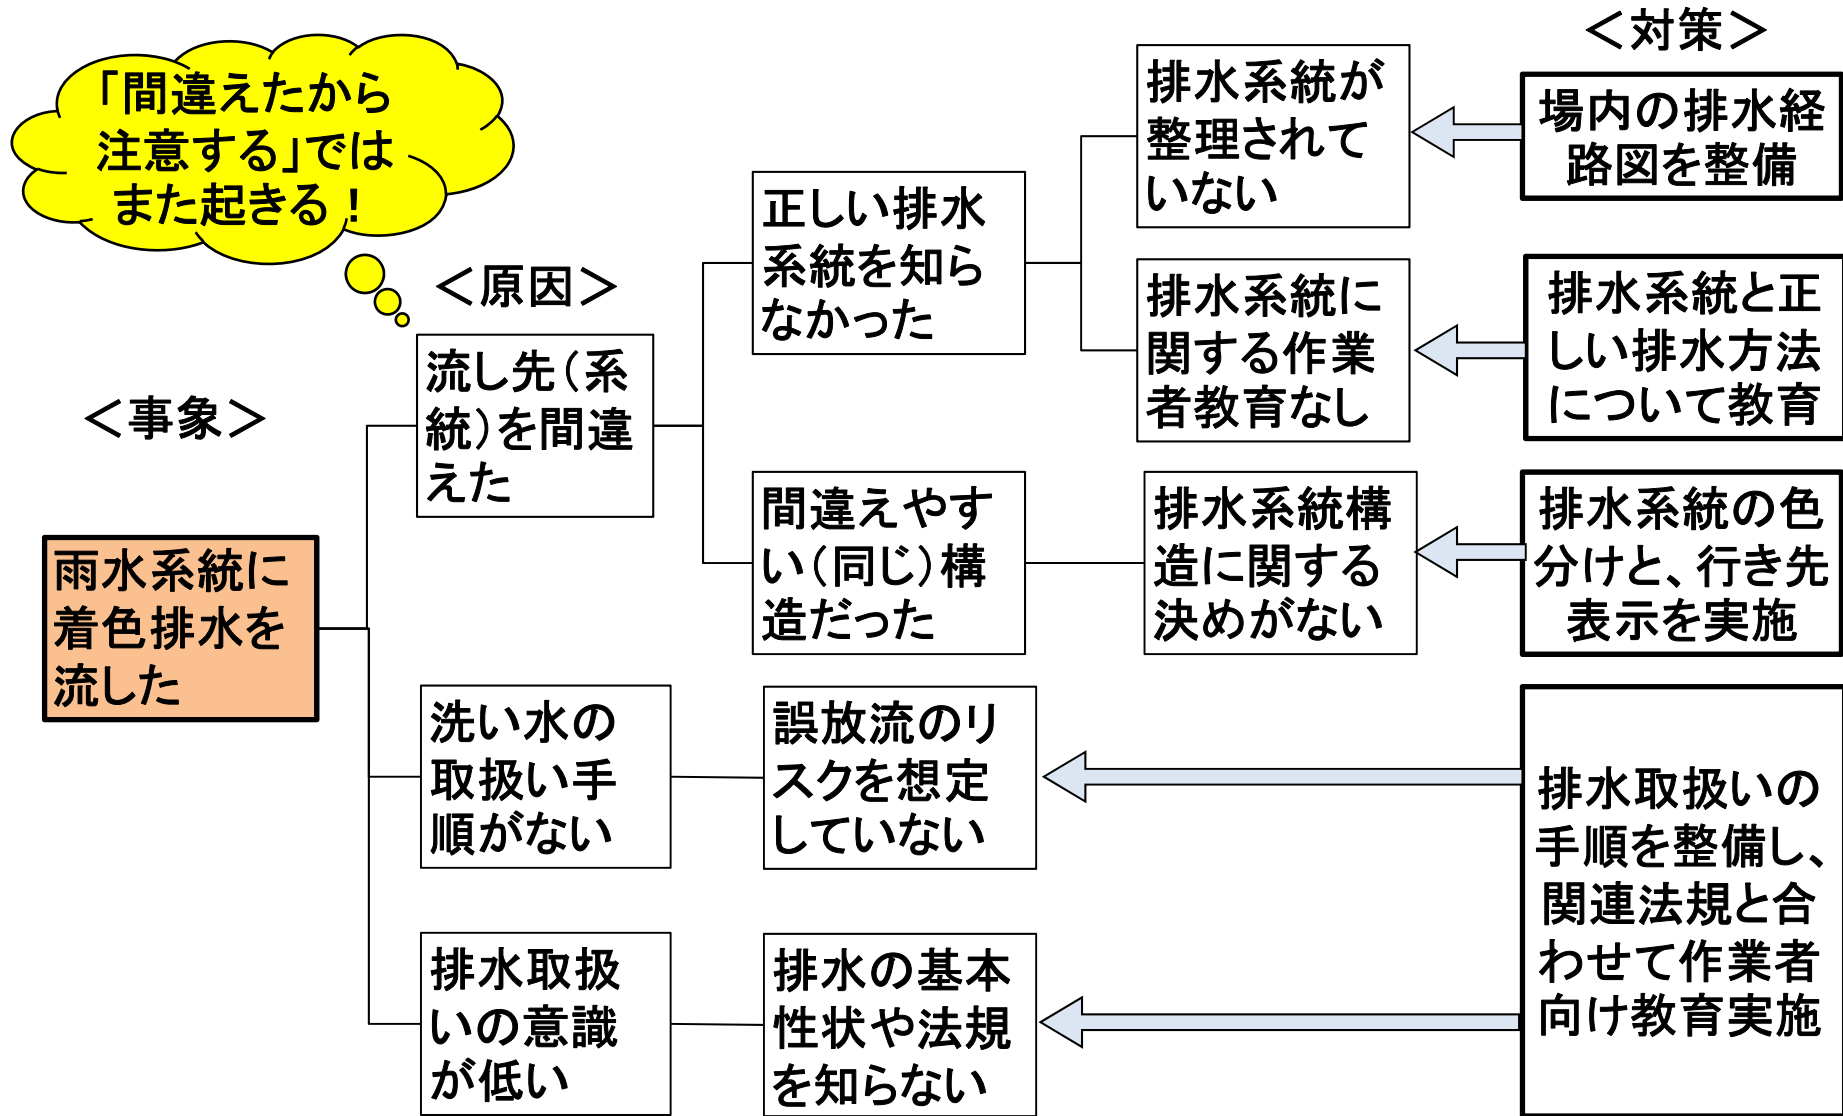 「間違えたから
注意する」では
また起きる！
＜事象＞
雨水系統に
着色排水を
流した
＜原因＞
流し先（系
統）を間違
えた
正しい排水
系統を知ら
なかった
排水系統が
整理されて
いない
排水系統に
関する作業
者教育なし
間違えやす
い（同じ）構
造だった
排水系統構
造に関する
決めがない
洗い水の
取扱い手
順がない
誤放流のリ
スクを想定
していない
排水取扱
いの意識
が低い
排水の基本
性状や法規
を知らない
＜対策＞
場内の排水経
路図を整備
排水系統と正
しい排水方法
について教育
排水系統の色
分けと、行き先
表示を実施
排水取扱いの
手順を整備し、
関連法規と合
わせて作業者
向け教育実施